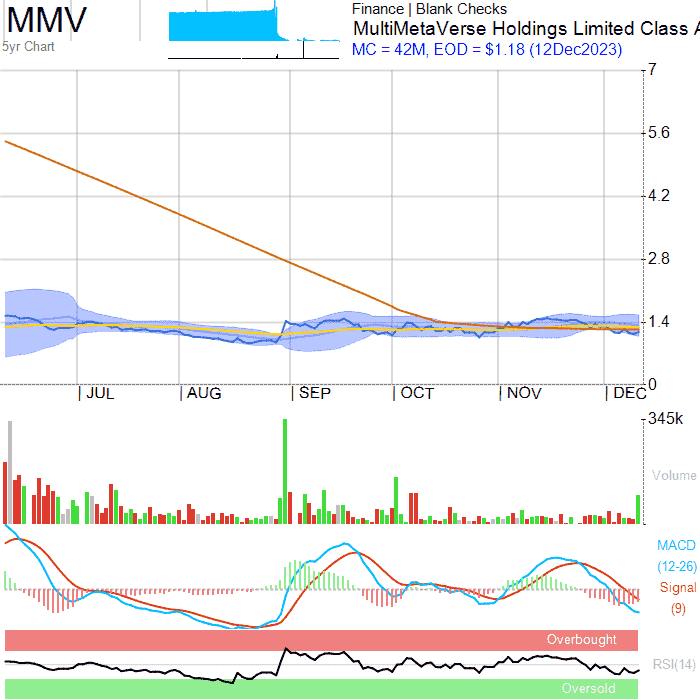 MMV
5yr Chart
Finance | Blank Checks
MultiMetaVerse Holdings Limited Class A
MC = 42M, EOD = $1.18 (12Dec2023)
7
5.6
4.2
2.8
1.4
0
JUL AUG SEP OCT NOV DEC
345k
Volume
MACD
(12-26)
Signal
(9)
Overbought
RSI(14)
Oversold